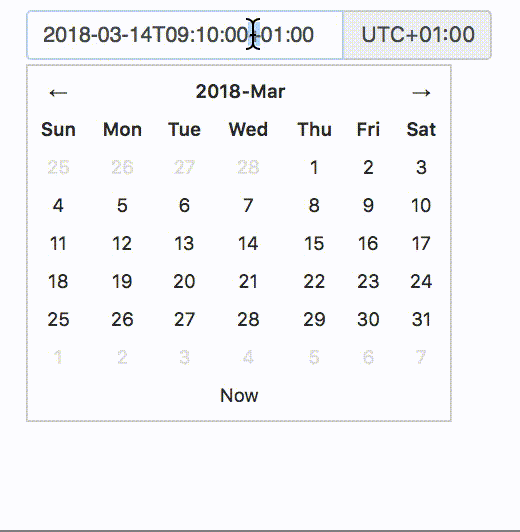 2018-03-14T09:10:00+01:00 UTC+01:00
← 2018-Mar →
Sun Mon Tue Wed Thu Fri Sat
25 26 27 28 1 2 3
4 5 6 7 8 9 10
11 12 13 14 15 16 17
18 19 20 21 22 23 24
25 26 27 28 29 30 31
1 2 3 4 5 6 7
Now